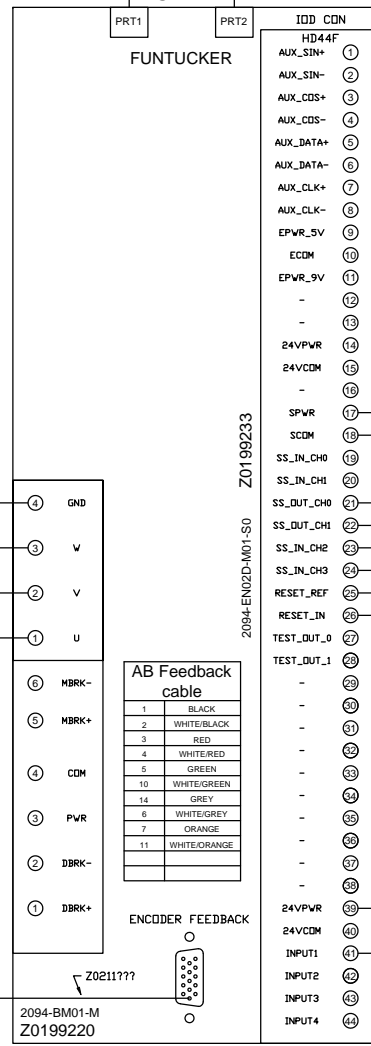 PRT1
PRT2
FUNTUCKER
IOD CON
HD44F
AUX_SIN+ 1
AUX_SIN- 2
AUX_COS+ 3
AUX_COS- 4
AUX_DATA+ 5
AUX_DATA- 6
AUX_CLK+ 7
AUX_CLK- 8
EPWR_5V 9
ECOM 10
EPWR_9V 11
- 12
- 13
24VPWR 14
24VCOM 15
- 16
SPWR 17
SCOM 18
SS_IN_CH0 19
SS_IN_CH1 20
SS_OUT_CH0 21
SS_OUT_CH1 22
SS_IN_CH2 23
SS_IN_CH3 24
RESET_REF 25
RESET_IN 26
TEST_OUT_0 27
TEST_OUT_1 28
- 29
- 30
- 31
- 32
- 33
- 34
- 35
- 36
- 37
- 38
24VPWR 39
24VCOM 40
INPUT1 41
INPUT2 42
INPUT3 43
INPUT4 44
Z0199233
2094-EN02D-M01-S0
4 GND
3 W
2 V
1 U
6 MBRK-
5 MBRK+
4 COM
3 PWR
2 DBRK-
1 DBRK+
AB Feedback
cable
1 BLACK
2 WHITE/BLACK
3 RED
4 WHITE/RED
5 GREEN
10 WHITE/GREEN
14 GREY
6 WHITE/GREY
7 ORANGE
11 WHITE/ORANGE
ENCODER FEEDBACK
Z0211???
2094-BM01-M
Z0199220